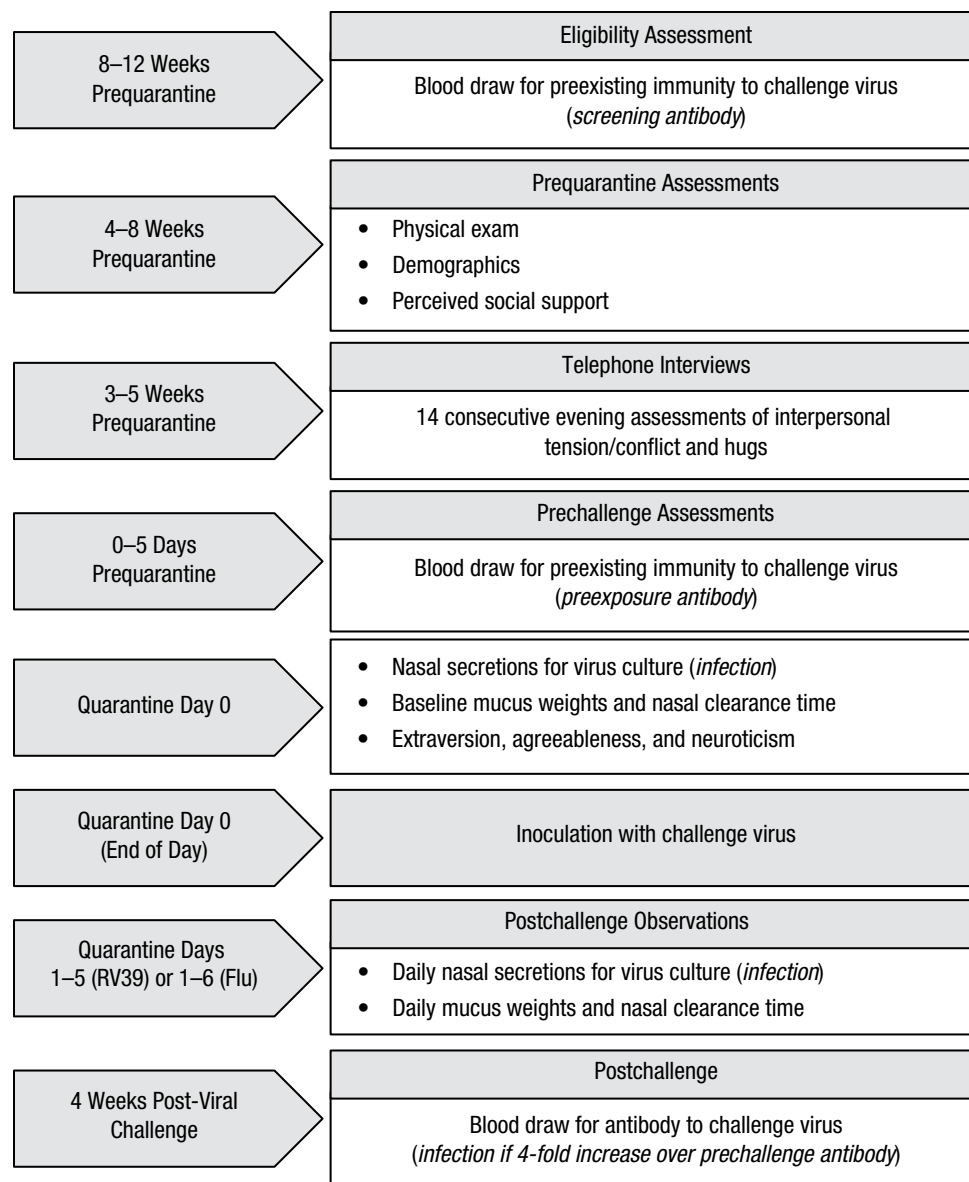 8–12 Weeks
Prequarantine
Eligibility Assessment
Blood draw for preexisting immunity to challenge virus
(screening antibody)
4–8 Weeks
Prequarantine
Prequarantine Assessments
• Physical exam
• Demographics
• Perceived social support
3–5 Weeks
Prequarantine
Telephone Interviews
14 consecutive evening assessments of interpersonal
tension/conflict and hugs
0–5 Days
Prequarantine
Prechallenge Assessments
Blood draw for preexisting immunity to challenge virus
(preexposure antibody)
Quarantine Day 0
• Nasal secretions for virus culture (infection)
• Baseline mucus weights and nasal clearance time
• Extraversion, agreeableness, and neuroticism
Quarantine Day 0
(End of Day)
Inoculation with challenge virus
Quarantine Days
1–5 (RV39) or 1–6 (Flu)
Postchallenge Observations
• Daily nasal secretions for virus culture (infection)
• Daily mucus weights and nasal clearance time
4 Weeks Post-Viral
Challenge
Postchallenge
Blood draw for antibody to challenge virus
(infection if 4-fold increase over prechallenge antibody)